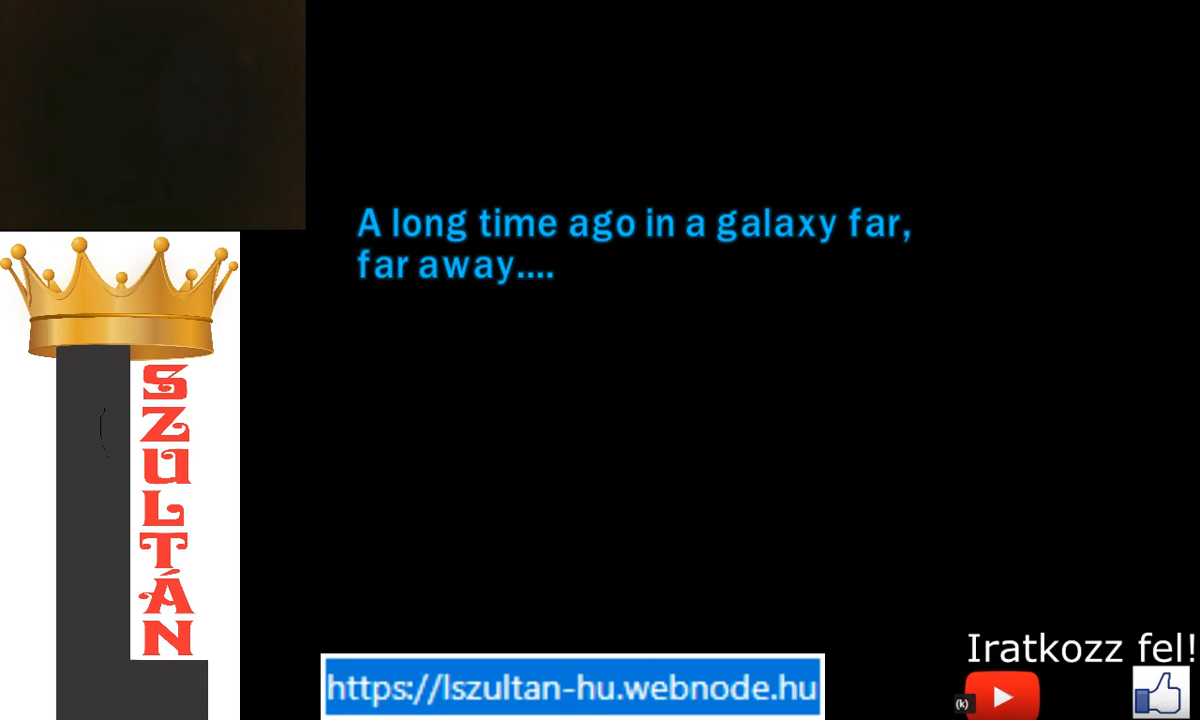 A long time ago in a galaxy far,
far away....
L
SZULTÁN
Iratkozz fel!
(k)
https://lszultan-hu.webnode.hu